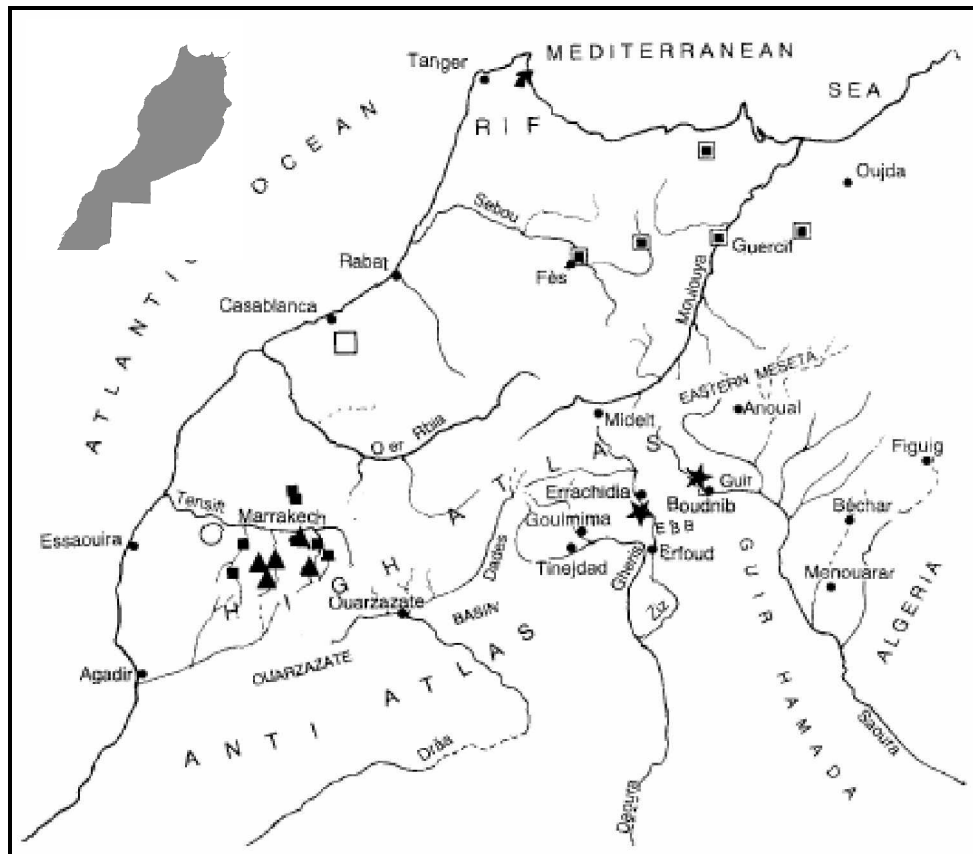 MEDITERRANEAN
SEA
Tanger
RIF
ATLANTIC OCEAN
Oujda
Sebou
Guercif
Rabat
Fès
Moulouya
Casablanca
EASTERN MESETA
Midelt
Anoual
Oer Rbia
Figuig
HIGH ATLAS
Guir
Tensift
Errachidia
Boudnib
Marrakech
Goulmima
EBB
Béchar
Essaouira
Dades
Tinejdad
Gheris
Erfoud
Menouarar
Ouarzazate
BASIN
Ziz
GUIR HAMADA
ALGERIA
Agadir
OUARZAZATE
ANTI ATLAS
Drâa
Saoura
Daoura